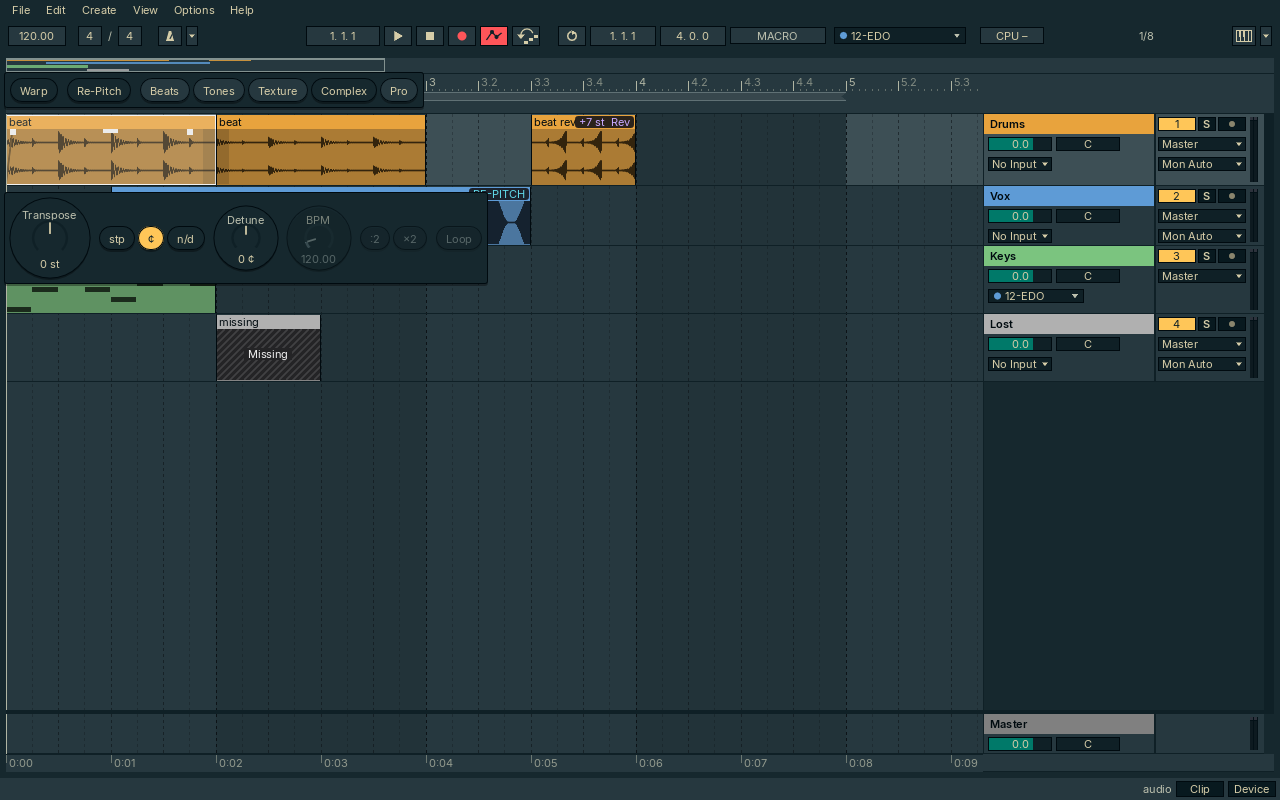 File Edit Create View Options Help
120.00 4 / 4 1. 1. 1 1. 1. 1 4. 0. 0 MACRO 12-EDO CPU – 1/8
3 3.2 3.3 3.4 4 4.2 4.3 4.4 5 5.2 5.3
Warp Re-Pitch Beats Tones Texture Complex Pro
beat beat beat rev +7 st Rev Drums 1 S
0.0 C Master
No Input Mon Auto
RE-PITCH Vox 2 S
0.0 C Master
No Input Mon Auto
Transpose Detune BPM
stp ¢ n/d :2 ×2 Loop
0 st 0 ¢ 120.00
Keys 3 S
0.0 C Master
12-EDO
missing Lost 4 S
Missing
0.0 C Master
No Input Mon Auto
Master
0.0 C
0:00 0:01 0:02 0:03 0:04 0:05 0:06 0:07 0:08 0:09
audio Clip Device